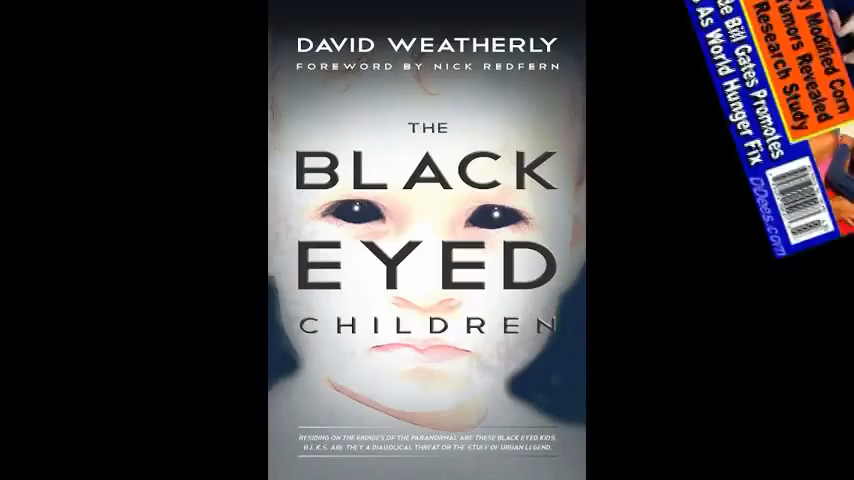 DAVID WEATHERLY
FOREWORD BY NICK REDFERN
THE
BLACK
EYED
CHILDREN
RESIDING ON THE FRINGES OF THE PARANORMAL ARE THESE BLACK EYED KIDS.
B.E.K.S. ARE THEY A DIABOLICAL THREAT OR THE STUFF OF URBAN LEGEND.
Modified Corn
Tumors Revealed
Research Study
Bill Gates Promotes
As World Hunger Fix
DDees.com